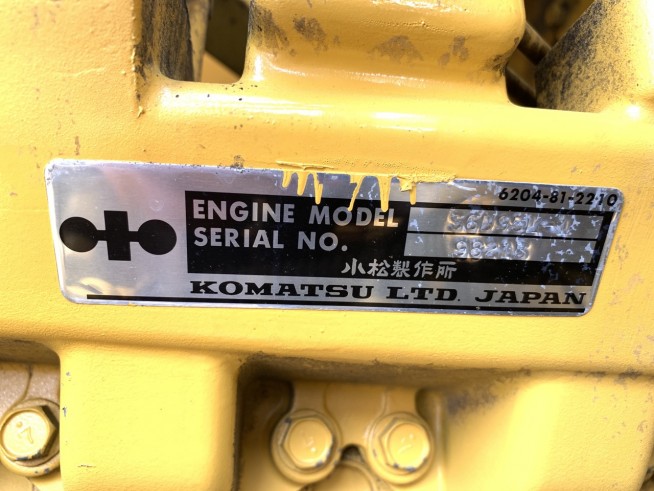 6204-81-2210
ENGINE MODEL
SERIAL NO.
小松製作所
KOMATSU LTD. JAPAN